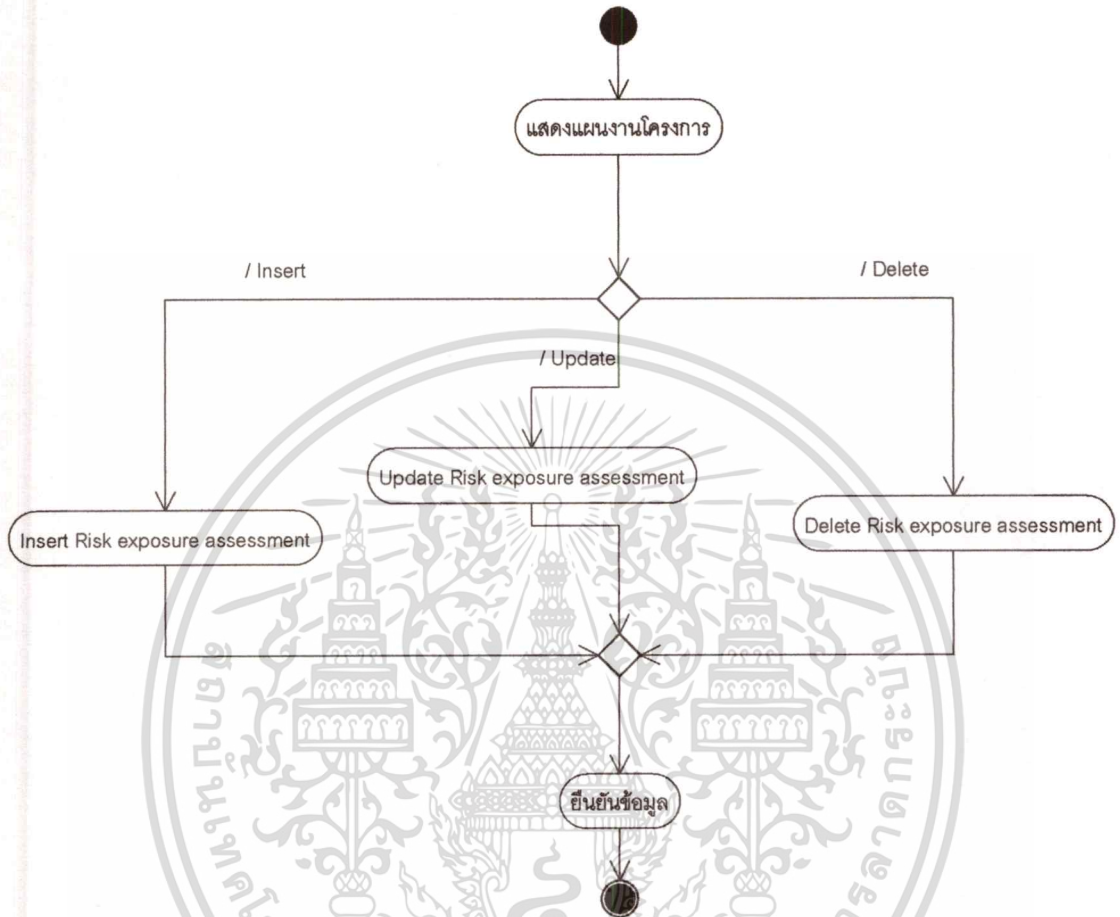 แสดงแผนงานโครงการ
/ Insert
/ Delete
/ Update
Update Risk exposure assessment
Insert Risk exposure assessment
Delete Risk exposure assessment
ยืนยันข้อมูล